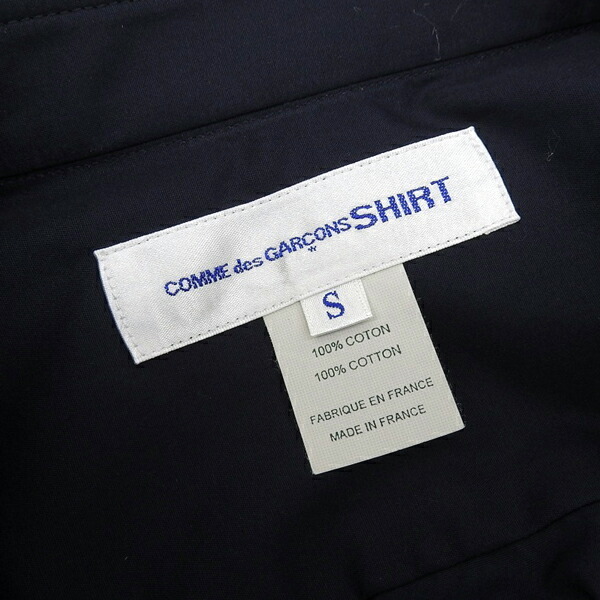 COMME des GARÇONS SHIRT
S
100% COTON
100% COTTON
FABRIQUE EN FRANCE
MADE IN FRANCE